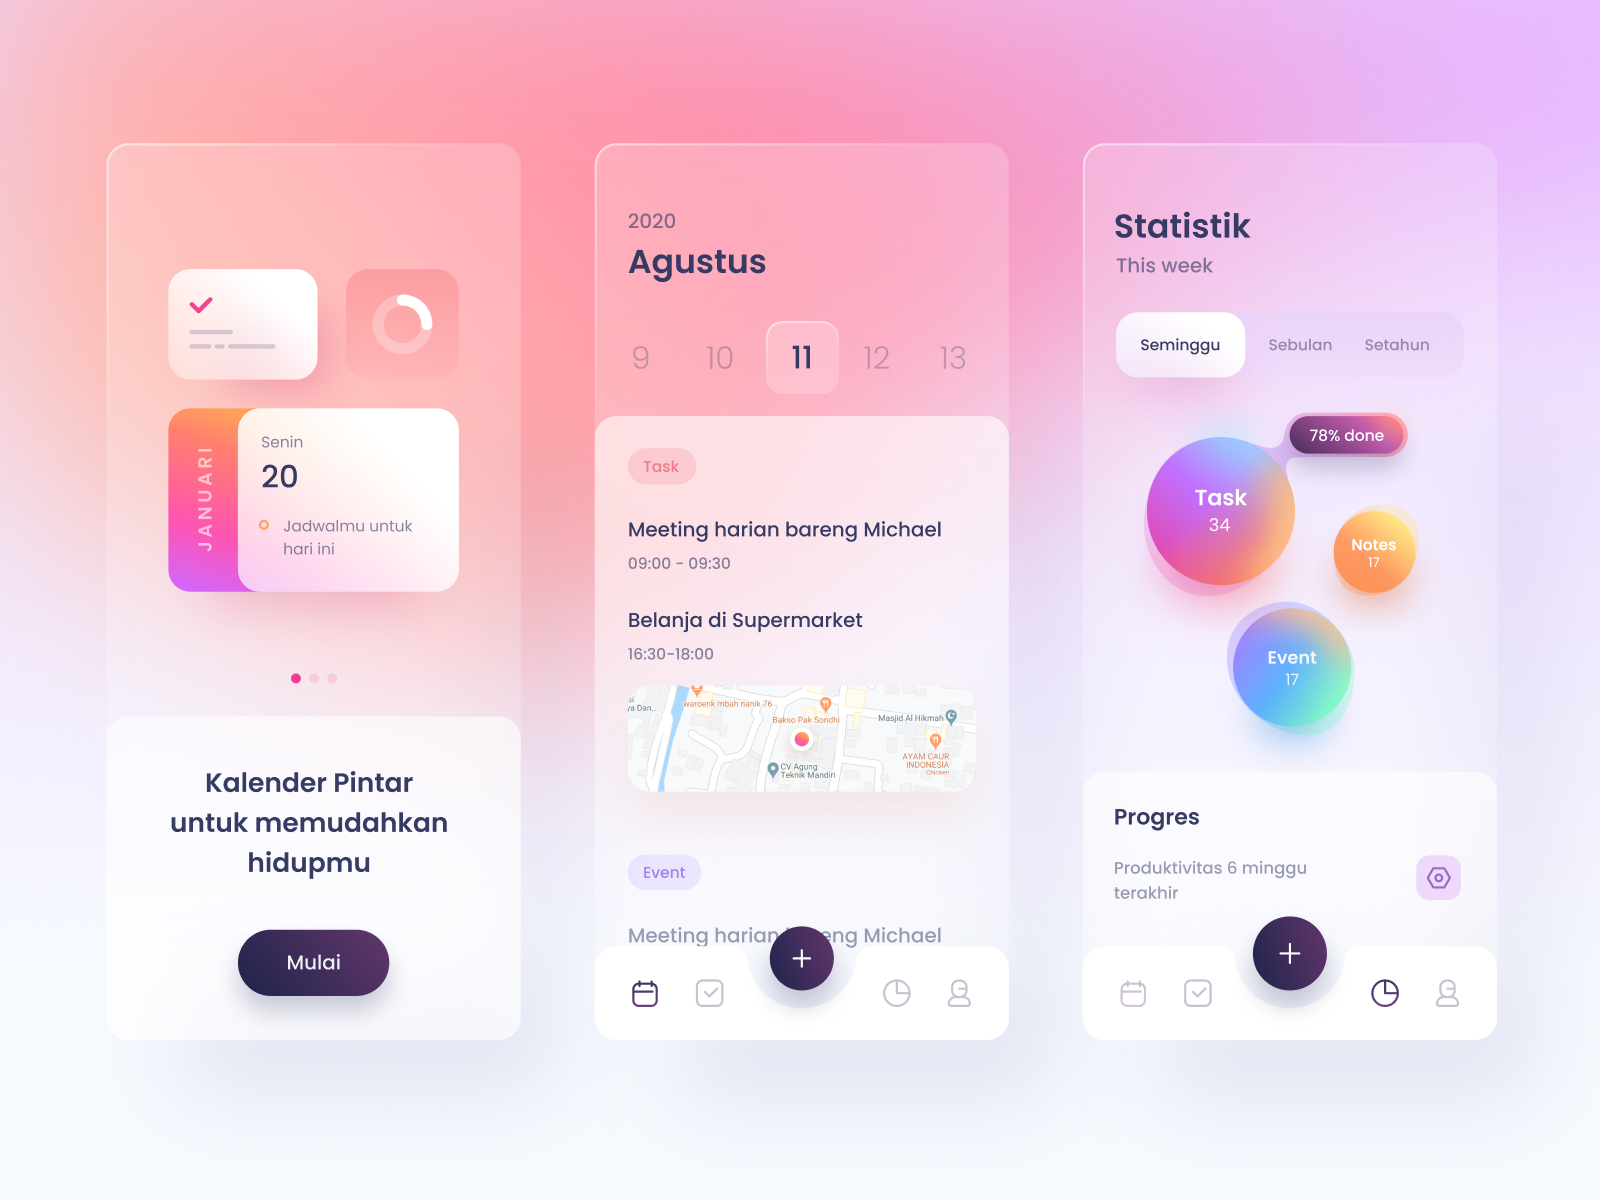 JANUARI
Senin
20
Jadwalmu untuk
hari ini
Kalender Pintar
untuk memudahkan
hidupmu
Mulai
2020
Agustus
9 10 11 12 13
Task
Meeting harian bareng Michael
09:00 - 09:30
Belanja di Supermarket
16:30-18:00
ya Dan..
waroenk mbah nanik 76
Bakso Pak Sondhi
Masjid Al Hikmah
CV Agung
Teknik Mandiri
AYAM CAUR
INDONESIA
Chicken
Event
Meeting harian bareng Michael
Statistik
This week
Seminggu Sebulan Setahun
78% done
Task
34
Notes
17
Event
17
Progres
Produktivitas 6 minggu
terakhir